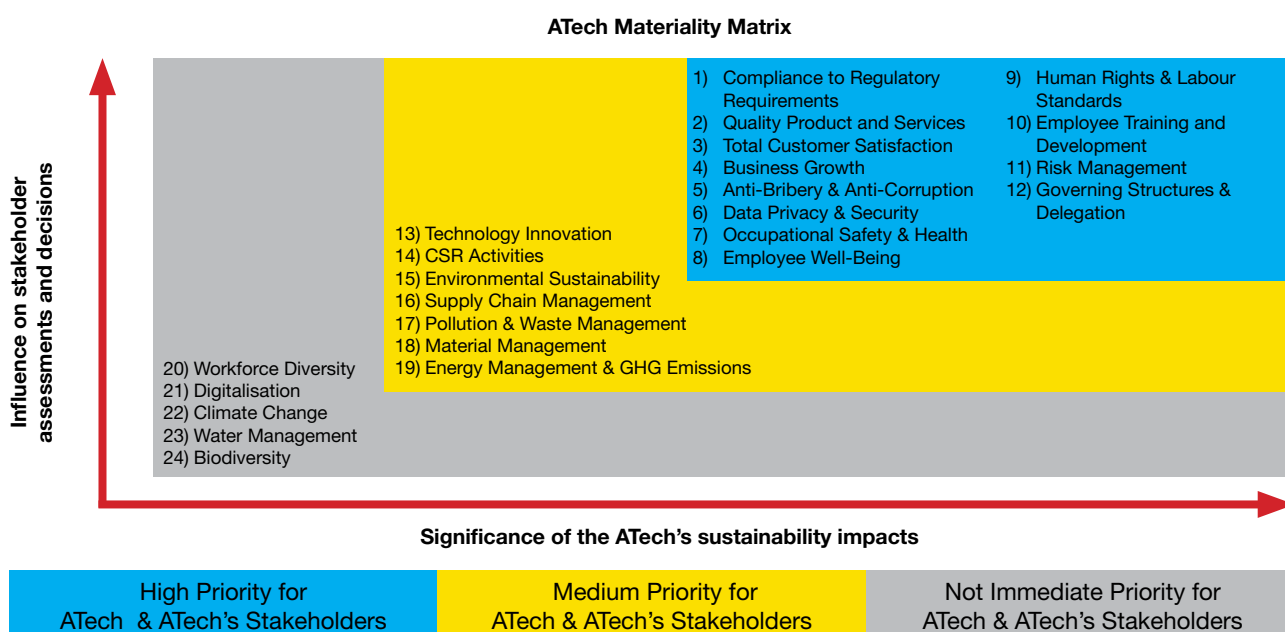 ATech Materiality Matrix
Influence on stakeholder
assessments and decisions
1) Compliance to Regulatory
Requirements
2) Quality Product and Services
3) Total Customer Satisfaction
4) Business Growth
5) Anti-Bribery & Anti-Corruption
6) Data Privacy & Security
7) Occupational Safety & Health
8) Employee Well-Being
9) Human Rights & Labour
Standards
10) Employee Training and
Development
11) Risk Management
12) Governing Structures &
Delegation
13) Technology Innovation
14) CSR Activities
15) Environmental Sustainability
16) Supply Chain Management
17) Pollution & Waste Management
18) Material Management
19) Energy Management & GHG Emissions
20) Workforce Diversity
21) Digitalisation
22) Climate Change
23) Water Management
24) Biodiversity
Significance of the ATech's sustainability impacts
High Priority for
ATech & ATech's Stakeholders
Medium Priority for
ATech & ATech's Stakeholders
Not Immediate Priority for
ATech & ATech's Stakeholders